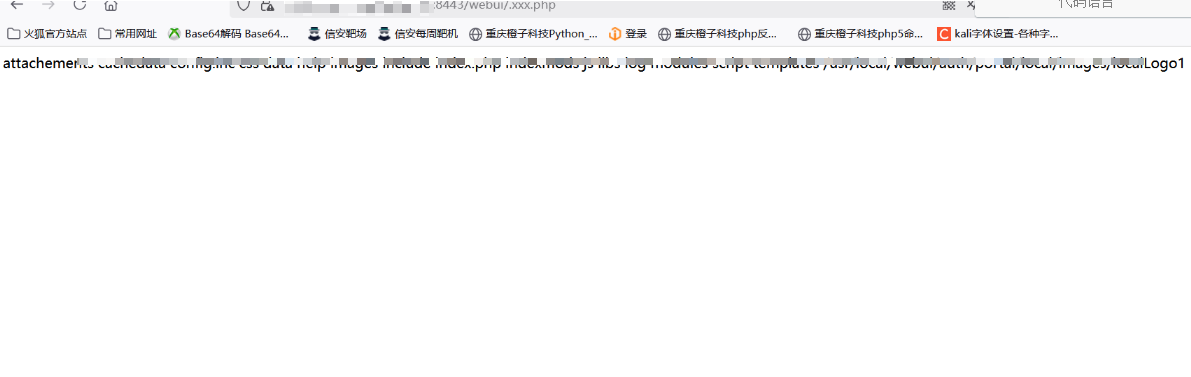 :8443/webui/.xxx.php
代码语言
火狐官方站点 常用网址 Base64解码 Base64... 信安靶场 信安每周靶机 重庆橙子科技Python_... 登录 重庆橙子科技php反... 重庆橙子科技php5命... kali字体设置-各种字...
attachements cachedata config.inc css data help images include index.php indexmods js libs log modules script templates /usr/local/webui/auth/portal/local/images/localLogo1